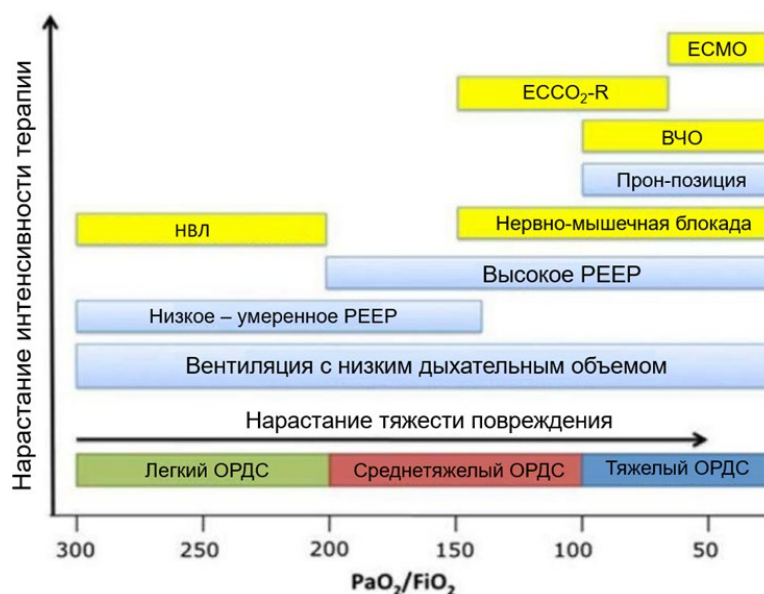 Нарастание интенсивности терапии
ЕСМО
ECCO₂-R
ВЧО
Прон-позиция
Нервно-мышечная блокада
НВЛ
Высокое PEEP
Низкое – умеренное PEEP
Вентиляция с низким дыхательным объемом
Нарастание тяжести повреждения
Легкий ОРДС
Среднетяжелый ОРДС
Тяжелый ОРДС
300 250 200 150 100 50
PaO₂/FiO₂